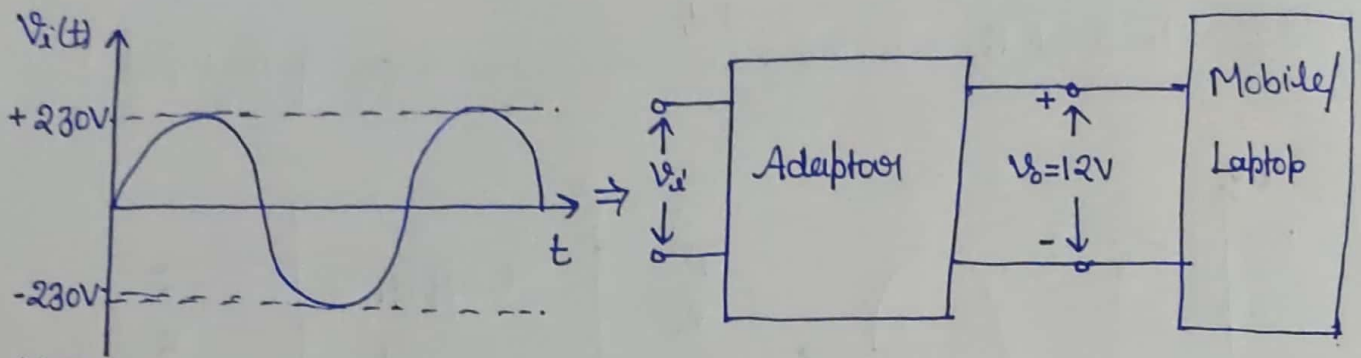 Vi(t)
+230V
-230V
t
⇒
Vi
Adaptor
+
Vo=12V
-
Mobile/
Laptop